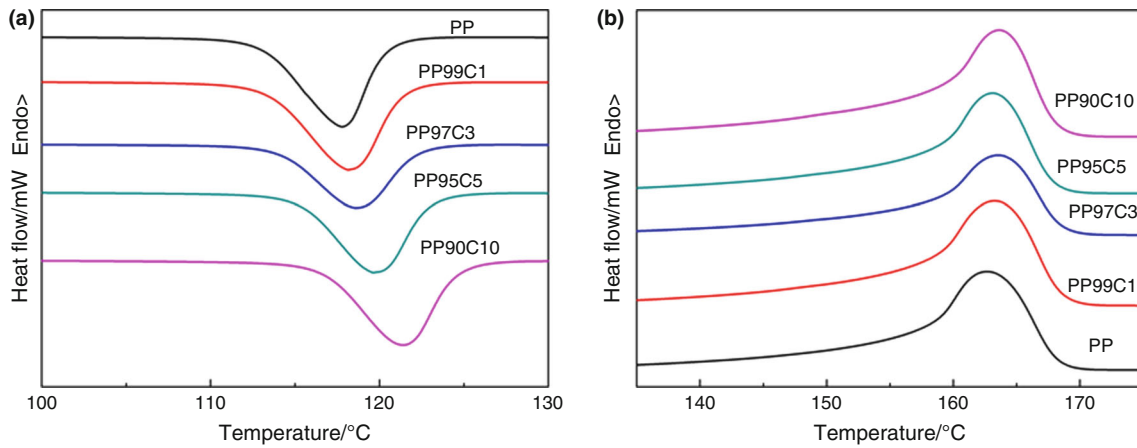 (a)
PP
PP99C1
PP97C3
PP95C5
PP90C10
Heat flow/mW Endo>
100 110 120 130
Temperature/°C
(b)
PP90C10
PP95C5
PP97C3
PP99C1
PP
Heat flow/mW Endo>
140 150 160 170
Temperature/°C